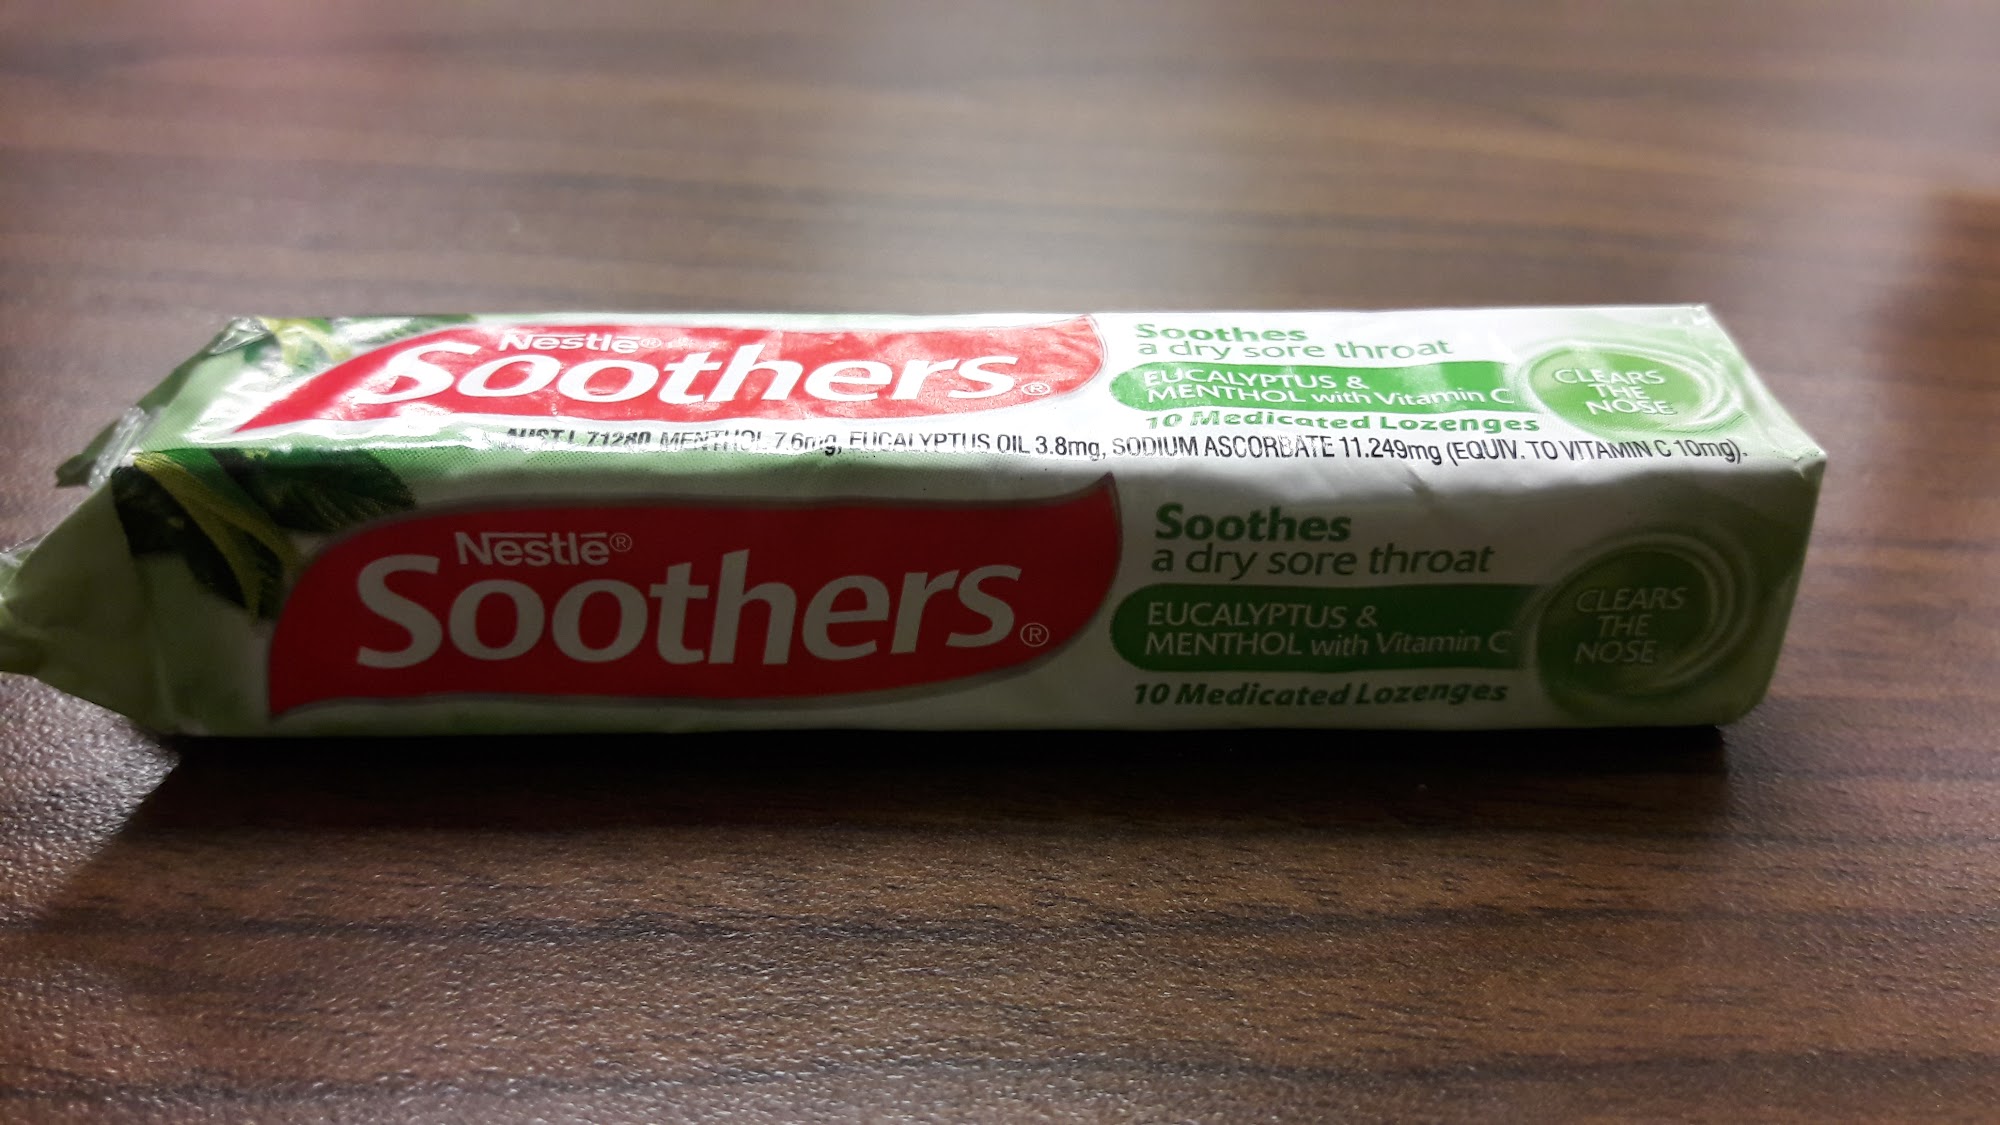 Nestlé®
Soothers®
Soothes
a dry sore throat
EUCALYPTUS &
MENTHOL with Vitamin C
10 Medicated Lozenges
CLEARS
THE
NOSE
AUST L 71280 MENTHOL 7.6mg, EUCALYPTUS OIL 3.8mg, SODIUM ASCORBATE 11.249mg (EQUIV. TO VITAMIN C 10mg).
Nestlé®
Soothers®
Soothes
a dry sore throat
EUCALYPTUS &
MENTHOL with Vitamin C
10 Medicated Lozenges
CLEARS
THE
NOSE